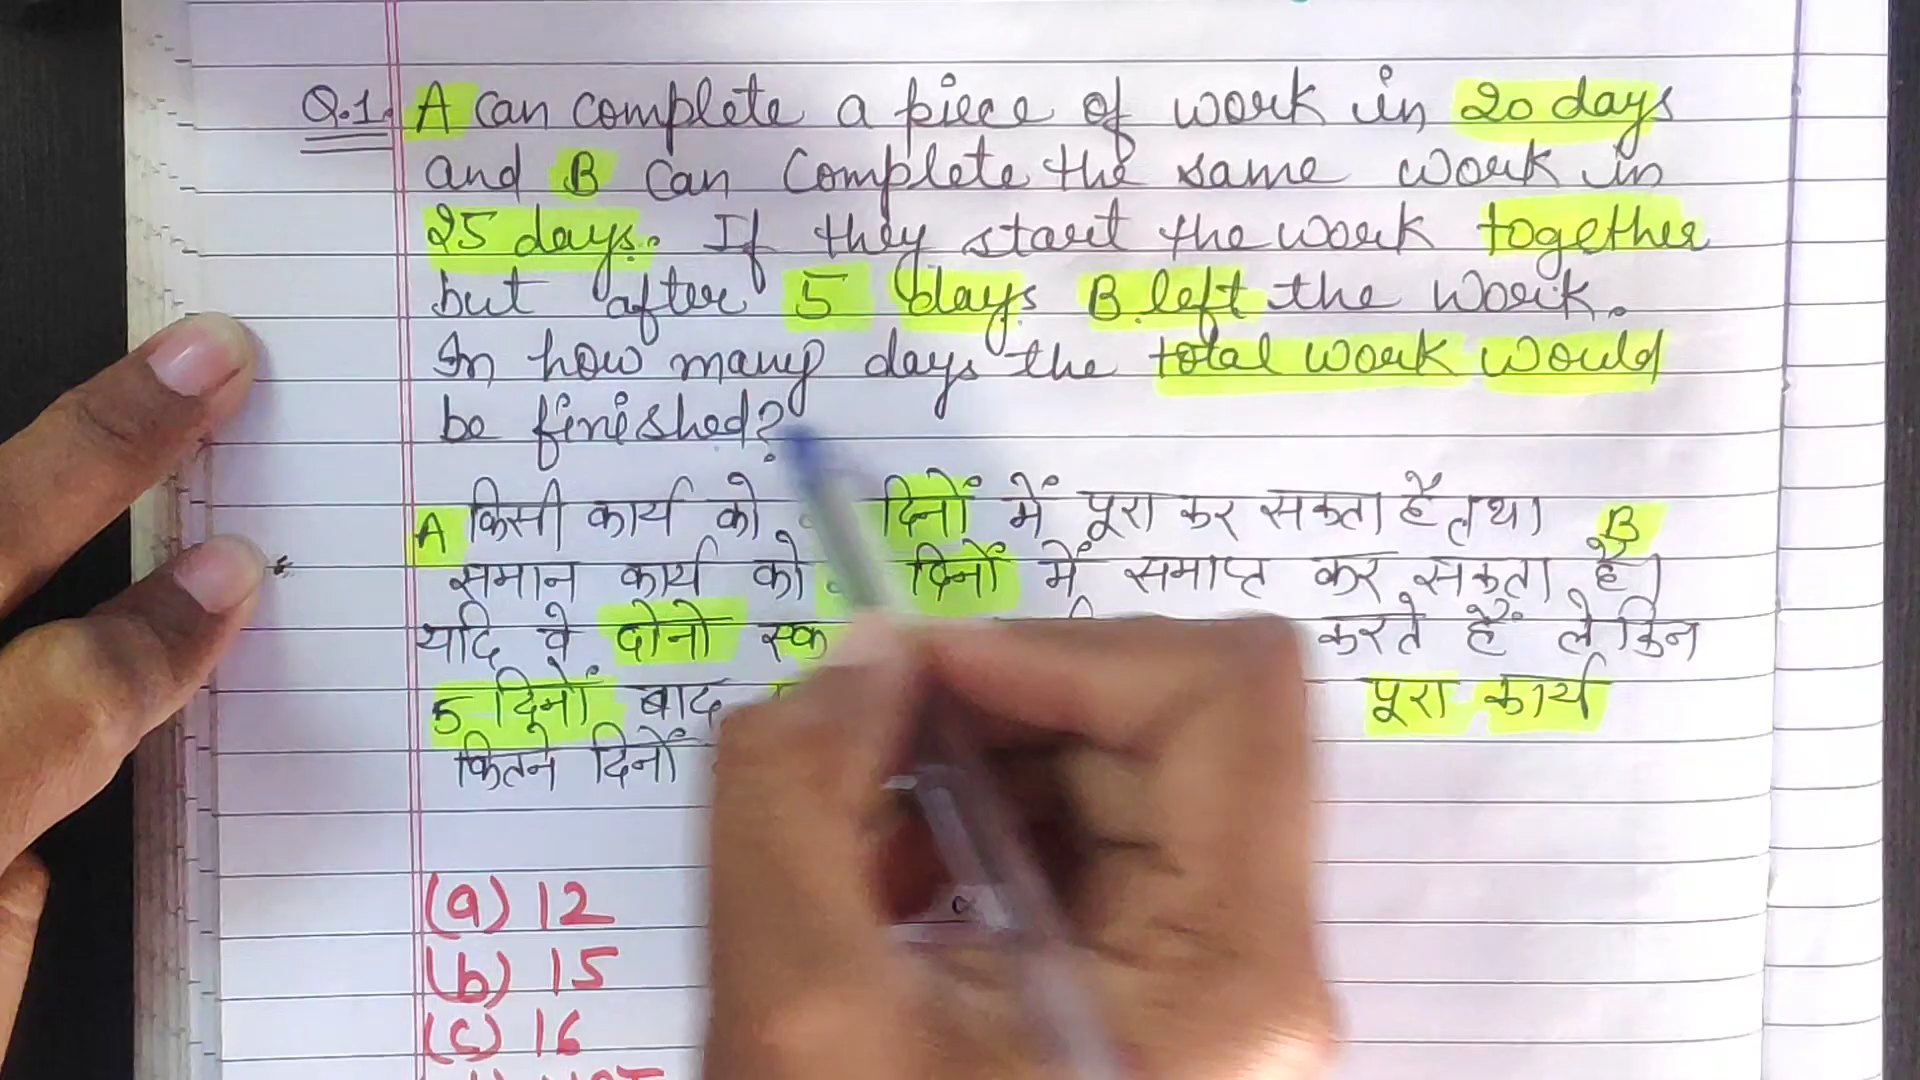 Q.1. A can complete a piece of work in 20 days
and B can complete the same work in
25 days. If they start the work together
but after 5 days B left the work.
In how many days the total work would
be finished?
A किसी कार्य को दिनों में पूरा कर सकता है तथा B
समान कार्य को दिनों में समाप्त कर सकता है।
यदि वे दोनो एक करते हैं लेकिन
5 दिनों बाद पूरा कार्य
कितने दिनों
(a) 12
(b) 15
(c) 16